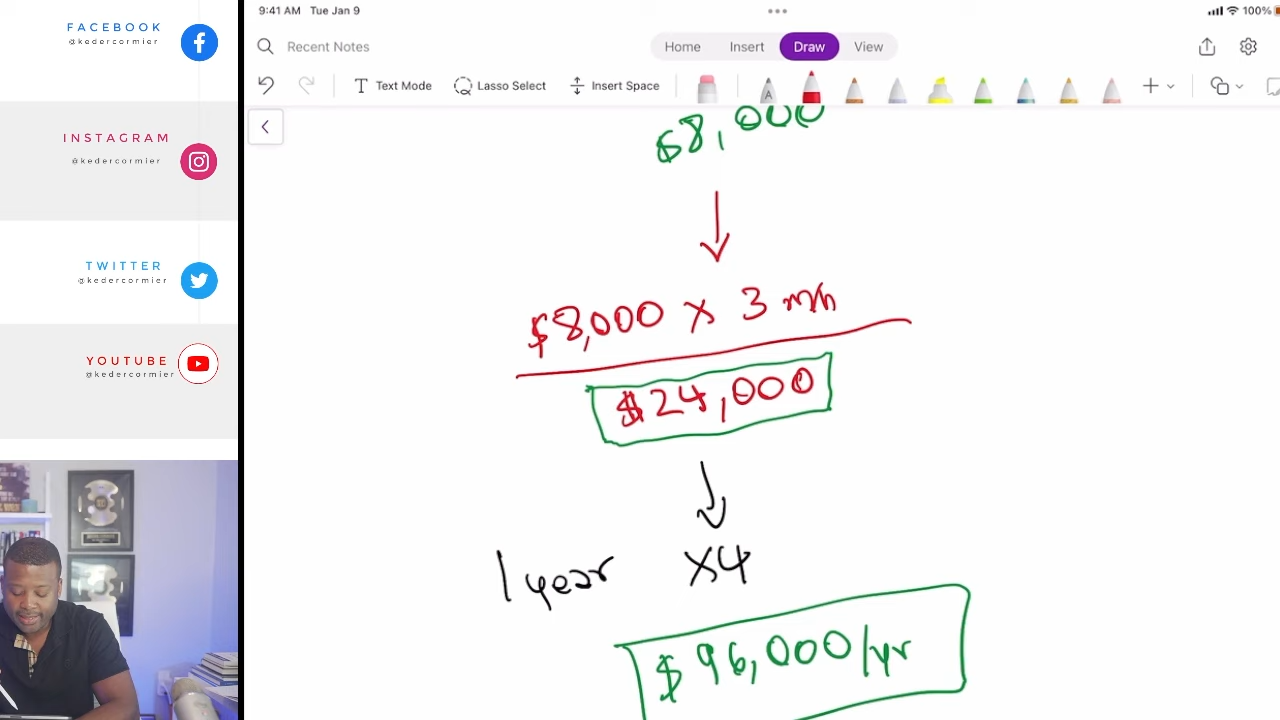 FACEBOOK
@kedercormier
INSTAGRAM
@kedercormier
TWITTER
@kedercormier
YOUTUBE
@kedercormier
9:41 AM Tue Jan 9
100%
Recent Notes
Home Insert Draw View
Text Mode Lasso Select Insert Space
A
$8,000
$8,000 X 3 mth
$24,000
1 year X4
$96,000/yr